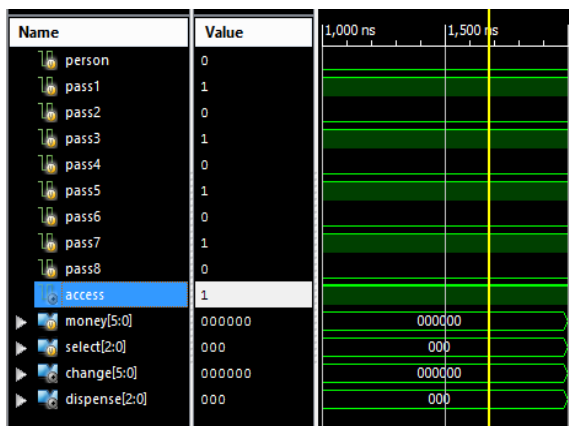 Name Value 1,000 ns 1,500 ns
person 0
pass1 1
pass2 0
pass3 1
pass4 0
pass5 1
pass6 0
pass7 1
pass8 0
access 1
money[5:0] 000000 000000
select[2:0] 000 000
change[5:0] 000000 000000
dispense[2:0] 000 000